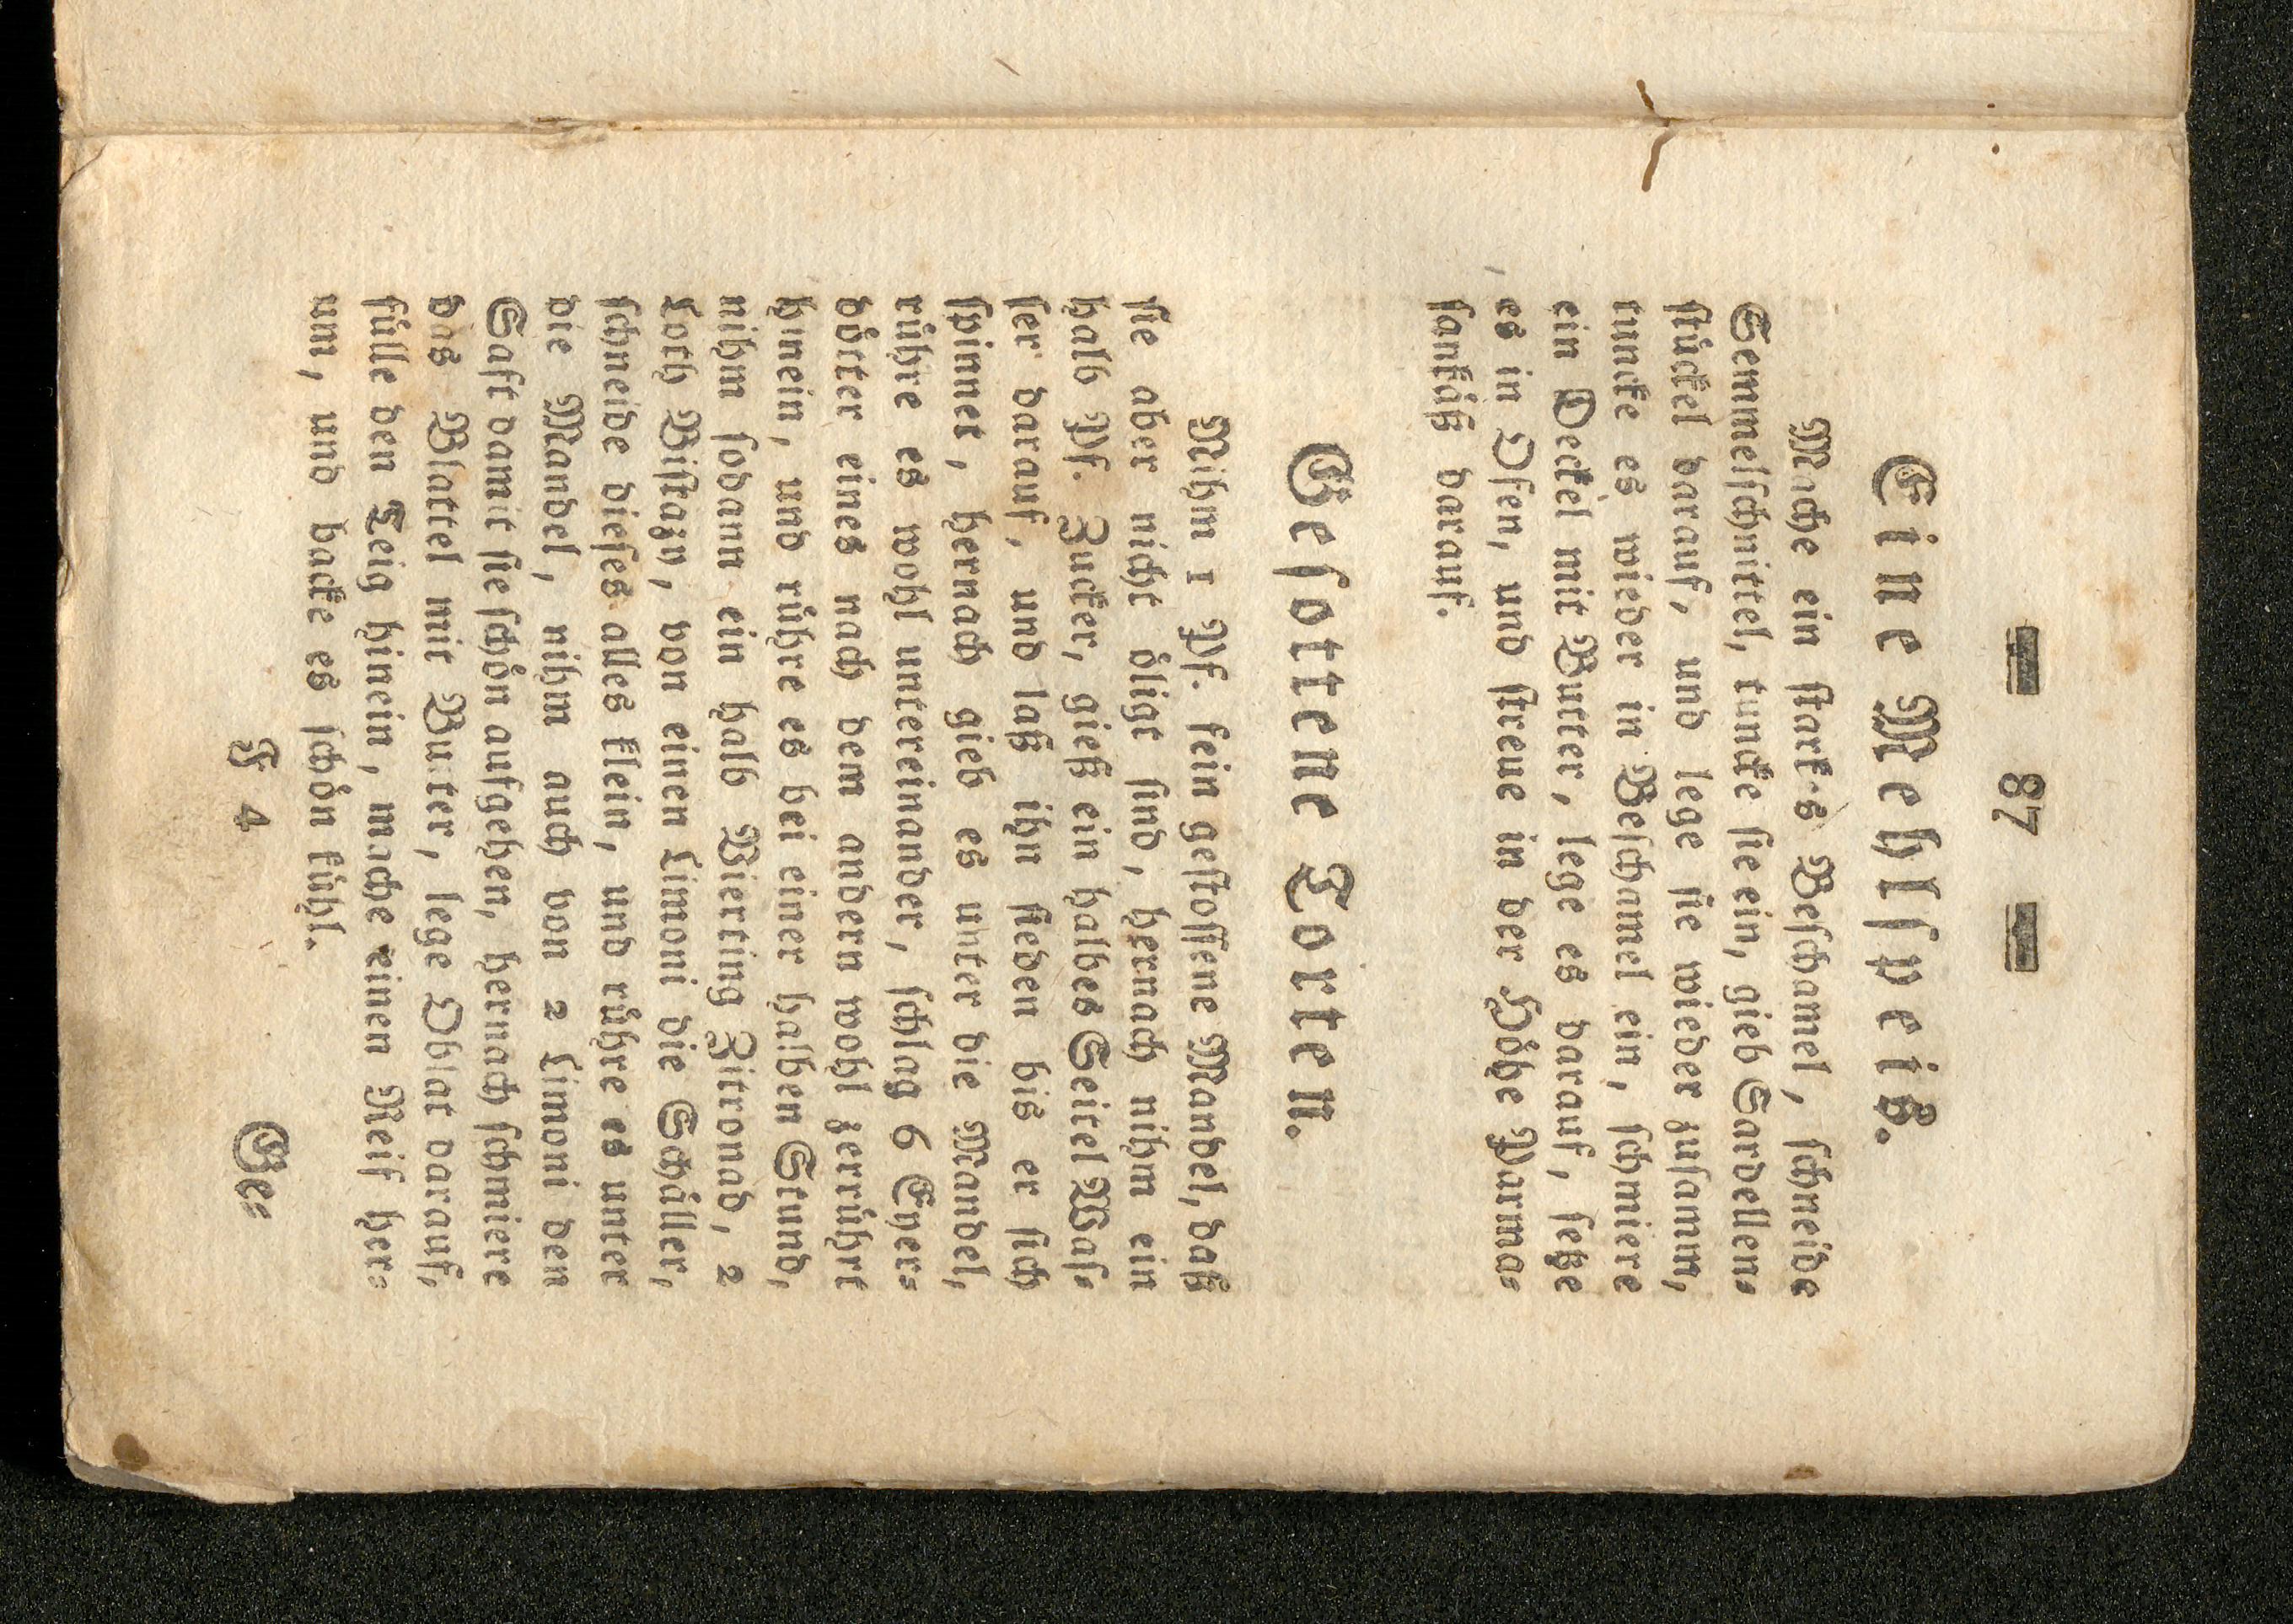 = 87 =
Eine Mehlspeiß.
Mache ein starkes Beschamel, schneide
Semmelschnittel, tuncke sie ein, gieb Sardellen-
stückel darauf, und lege sie wieder zusamm,
tuncke es wieder in Beschamel ein, schmiere
ein Deckel mit Butter, lege es darauf, setze
es in Ofen, und streue in der Höhe Parma-
sankäß darauf.
Gesottene Torten.
Nihm 1 Pf. fein gestossene Mandel, daß
sie aber nicht öligt sind, hernach nihm ein
halb Pf. Zucker, gieß ein halbes Seitel Was-
ser darauf, und laß ihn sieden bis er sich
spinnet, hernach gieb es unter die Mandel,
rühre es wohl untereinander, schlag 6 Eyer-
dötter eines nach dem andern wohl zerrührt
hinein, und rühre es bei einer halben Stund,
nihm sodann ein halb Vierting Zitronad, 2
Loth Pistazv, von einen Limoni die Schäller,
schneide dieses alles klein, und rühre es unter
die Mandel, nihm auch von 2 Limoni den
Saft damit sie schön aufgehen, hernach schmiere
das Blattel mit Butter, lege Oblat darauf,
fülle den Teig hinein, mache einen Reif her-
um, und backe es schön kühl.
F 4
Ge-